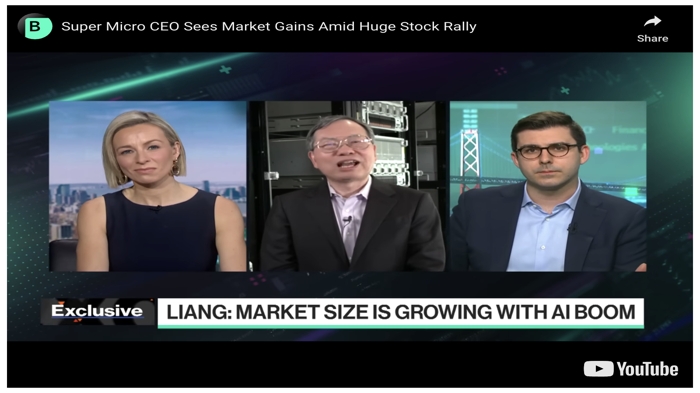 B
Super Micro CEO Sees Market Gains Amid Huge Stock Rally
Share
Exclusive
LIANG: MARKET SIZE IS GROWING WITH AI BOOM
YouTube